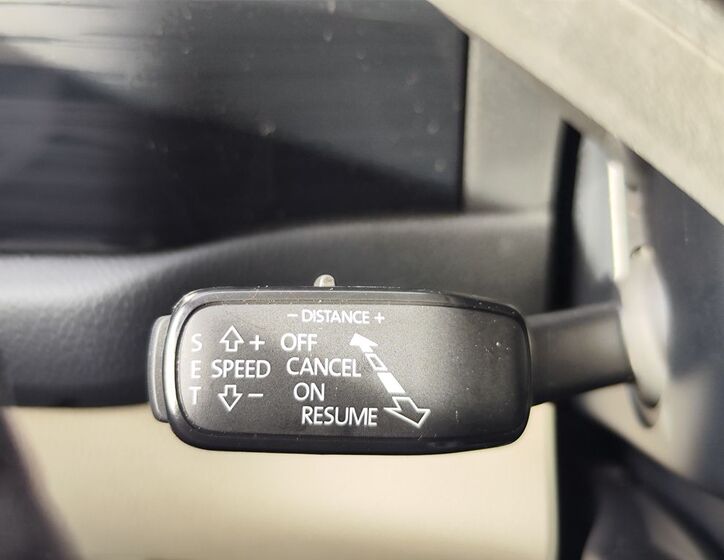 - DISTANCE +
S + OFF
E SPEED CANCEL
T - ON
RESUME